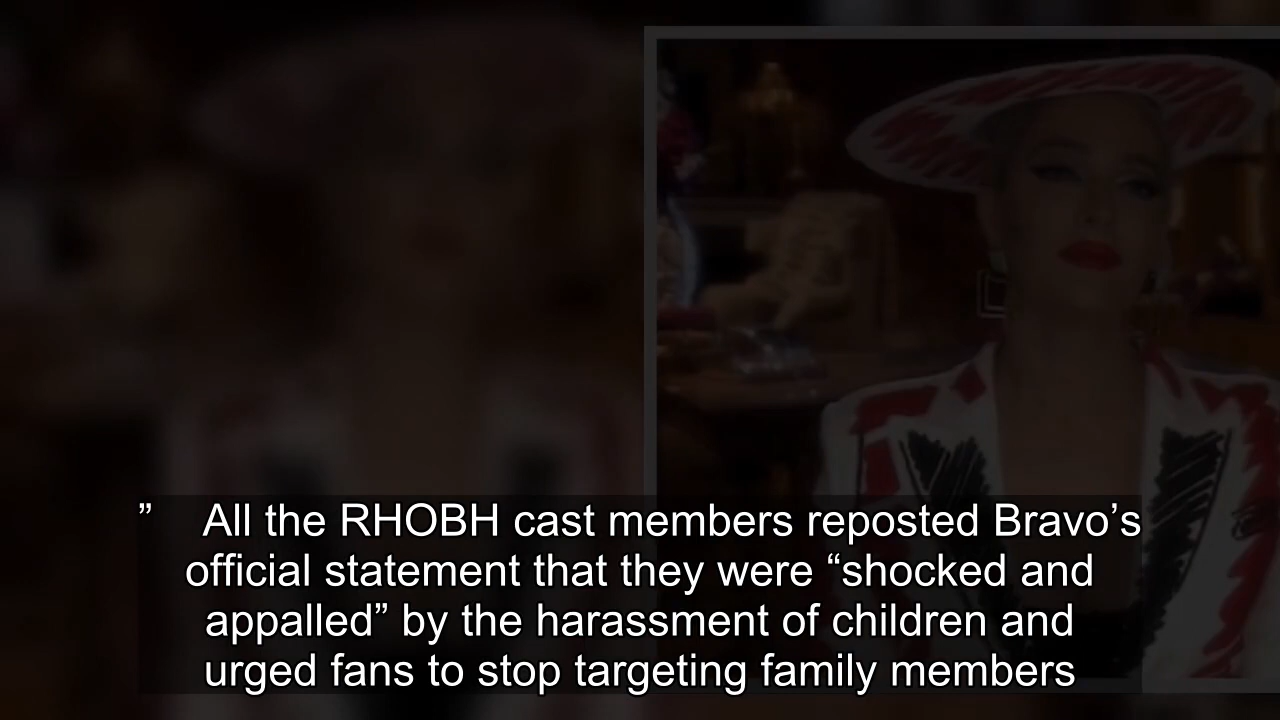 ”    All the RHOBH cast members reposted Bravo’s
official statement that they were “shocked and
appalled” by the harassment of children and
urged fans to stop targeting family members